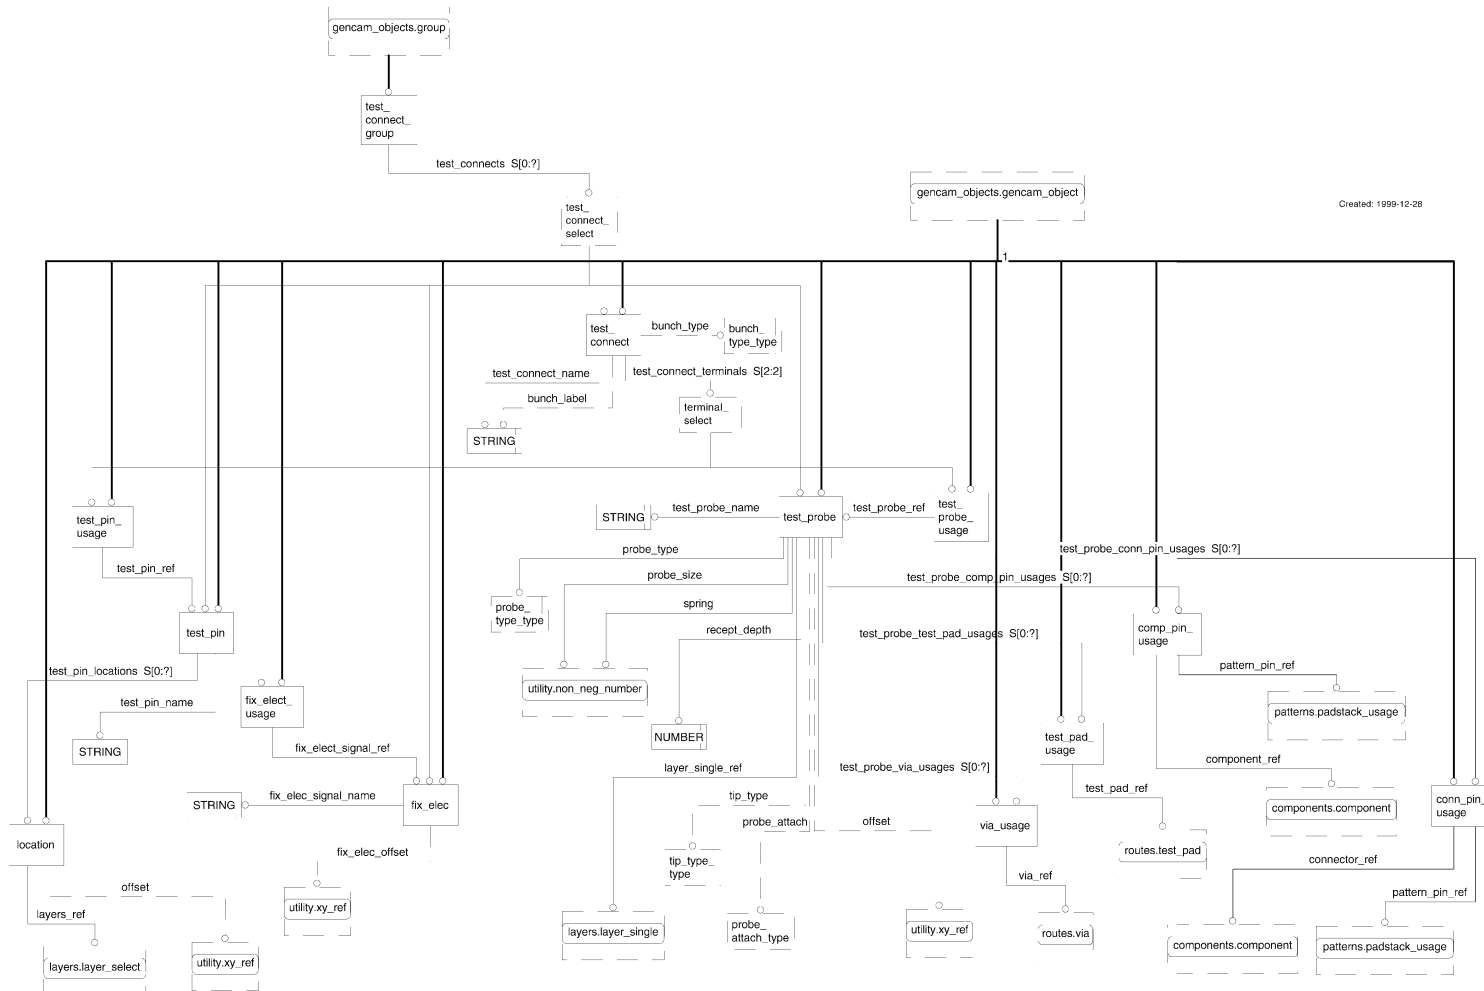 gencam_objects.group
test_
connect_
group
test_connects S[0:?]
gencam_objects.gencam_object
Created: 1999-12-28
test_
connect_
select
1
test_
connect
bunch_type
bunch_
type_type
test_connect_name
test_connect_terminals S[2:2]
bunch_label
terminal_
select
STRING
test_pin_
usage
STRING
test_probe_name
test_probe
test_probe_ref
test_
probe_
usage
probe_type
test_probe_conn_pin_usages S[0:?]
test_pin_ref
probe_size
test_probe_comp_pin_usages S[0:?]
probe_
type_type
spring
test_pin
recept_depth
test_probe_test_pad_usages S[0:?]
comp_pin_
usage
test_pin_locations S[0:?]
pattern_pin_ref
utility.non_neg_number
test_pin_name
fix_elect_
usage
patterns.padstack_usage
STRING
NUMBER
test_pad_
usage
fix_elect_signal_ref
layer_single_ref
test_probe_via_usages S[0:?]
component_ref
test_pad_ref
STRING
fix_elec_signal_name
fix_elec
tip_type
components.component
conn_pin_
usage
probe_attach
offset
via_usage
location
fix_elec_offset
tip_type_
type
routes.test_pad
connector_ref
offset
via_ref
pattern_pin_ref
layers_ref
utility.xy_ref
layers.layer_single
probe_
attach_type
utility.xy_ref
routes.via
components.component
patterns.padstack_usage
layers.layer_select
utility.xy_ref